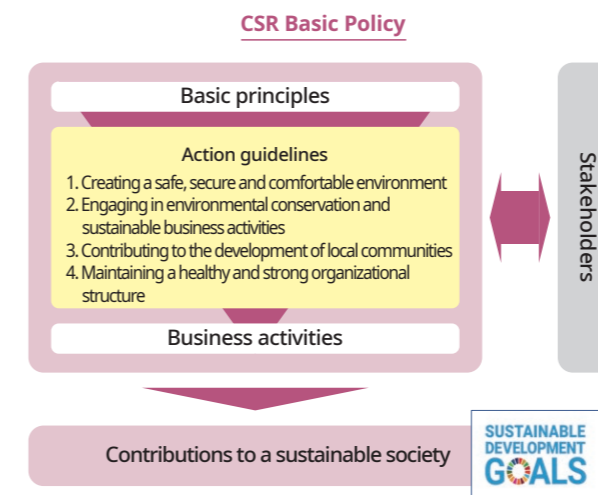 CSR Basic Policy
Basic principles
Action guidelines
1. Creating a safe, secure and comfortable environment
2. Engaging in environmental conservation and
sustainable business activities
3. Contributing to the development of local communities
4. Maintaining a healthy and strong organizational
structure
Business activities
Stakeholders
Contributions to a sustainable society
SUSTAINABLE
DEVELOPMENT
GOALS